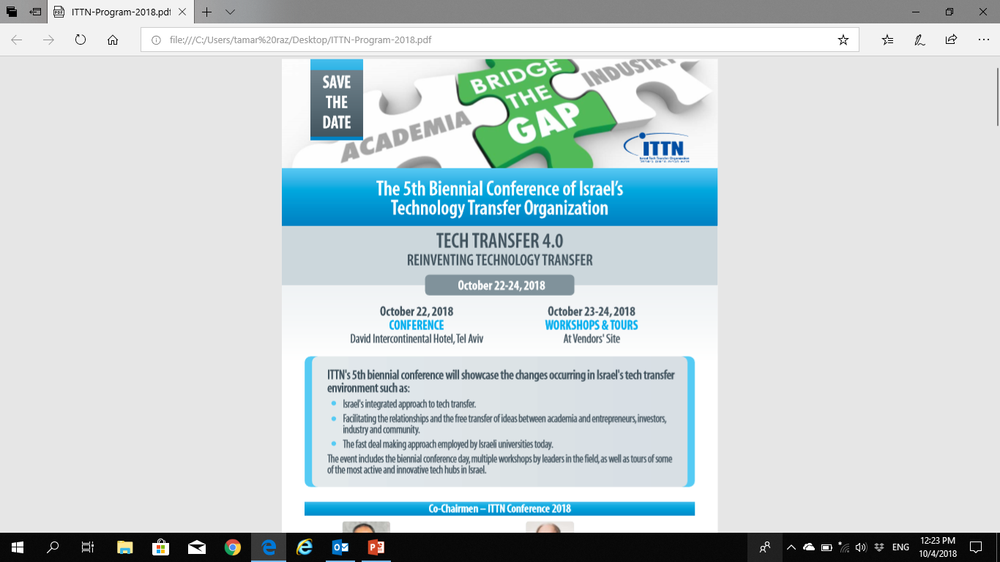 ITTN-Program-2018.pdf
file:///C:/Users/tamar%20raz/Desktop/ITTN-Program-2018.pdf
SAVE
THE
DATE
ACADEMIA
BRIDGE
THE
GAP
INDUSTRY
ITTN
Israel Tech Transfer Organization
The 5th Biennial Conference of Israel's
Technology Transfer Organization
TECH TRANSFER 4.0
REINVENTING TECHNOLOGY TRANSFER
October 22-24, 2018
October 22, 2018
CONFERENCE
David Intercontinental Hotel, Tel Aviv
October 23-24, 2018
WORKSHOPS & TOURS
At Vendors' Site
ITTN's 5th biennial conference will showcase the changes occurring in Israel's tech transfer
environment such as:
Israel's integrated approach to tech transfer.
Facilitating the relationships and the free transfer of ideas between academia and entrepreneurs, investors,
industry and community.
The fast deal making approach employed by Israeli universities today.
The event includes the biennial conference day, multiple workshops by leaders in the field, as well as tours of some
of the most active and innovative tech hubs in Israel.
Co-Chairmen – ITTN Conference 2018
ENG
12:23 PM
10/4/2018